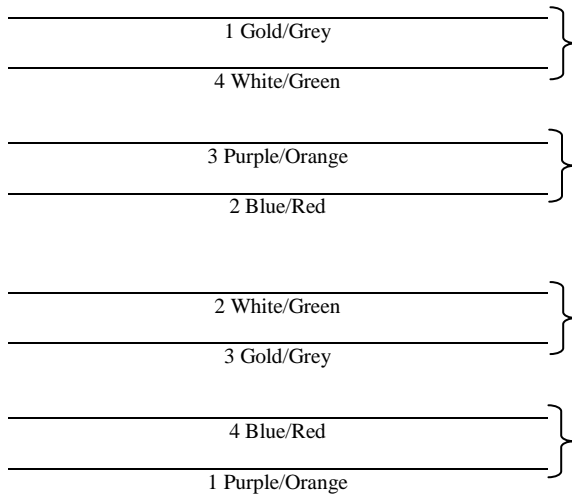 1 Gold/Grey
4 White/Green
3 Purple/Orange
2 Blue/Red
2 White/Green
3 Gold/Grey
4 Blue/Red
1 Purple/Orange